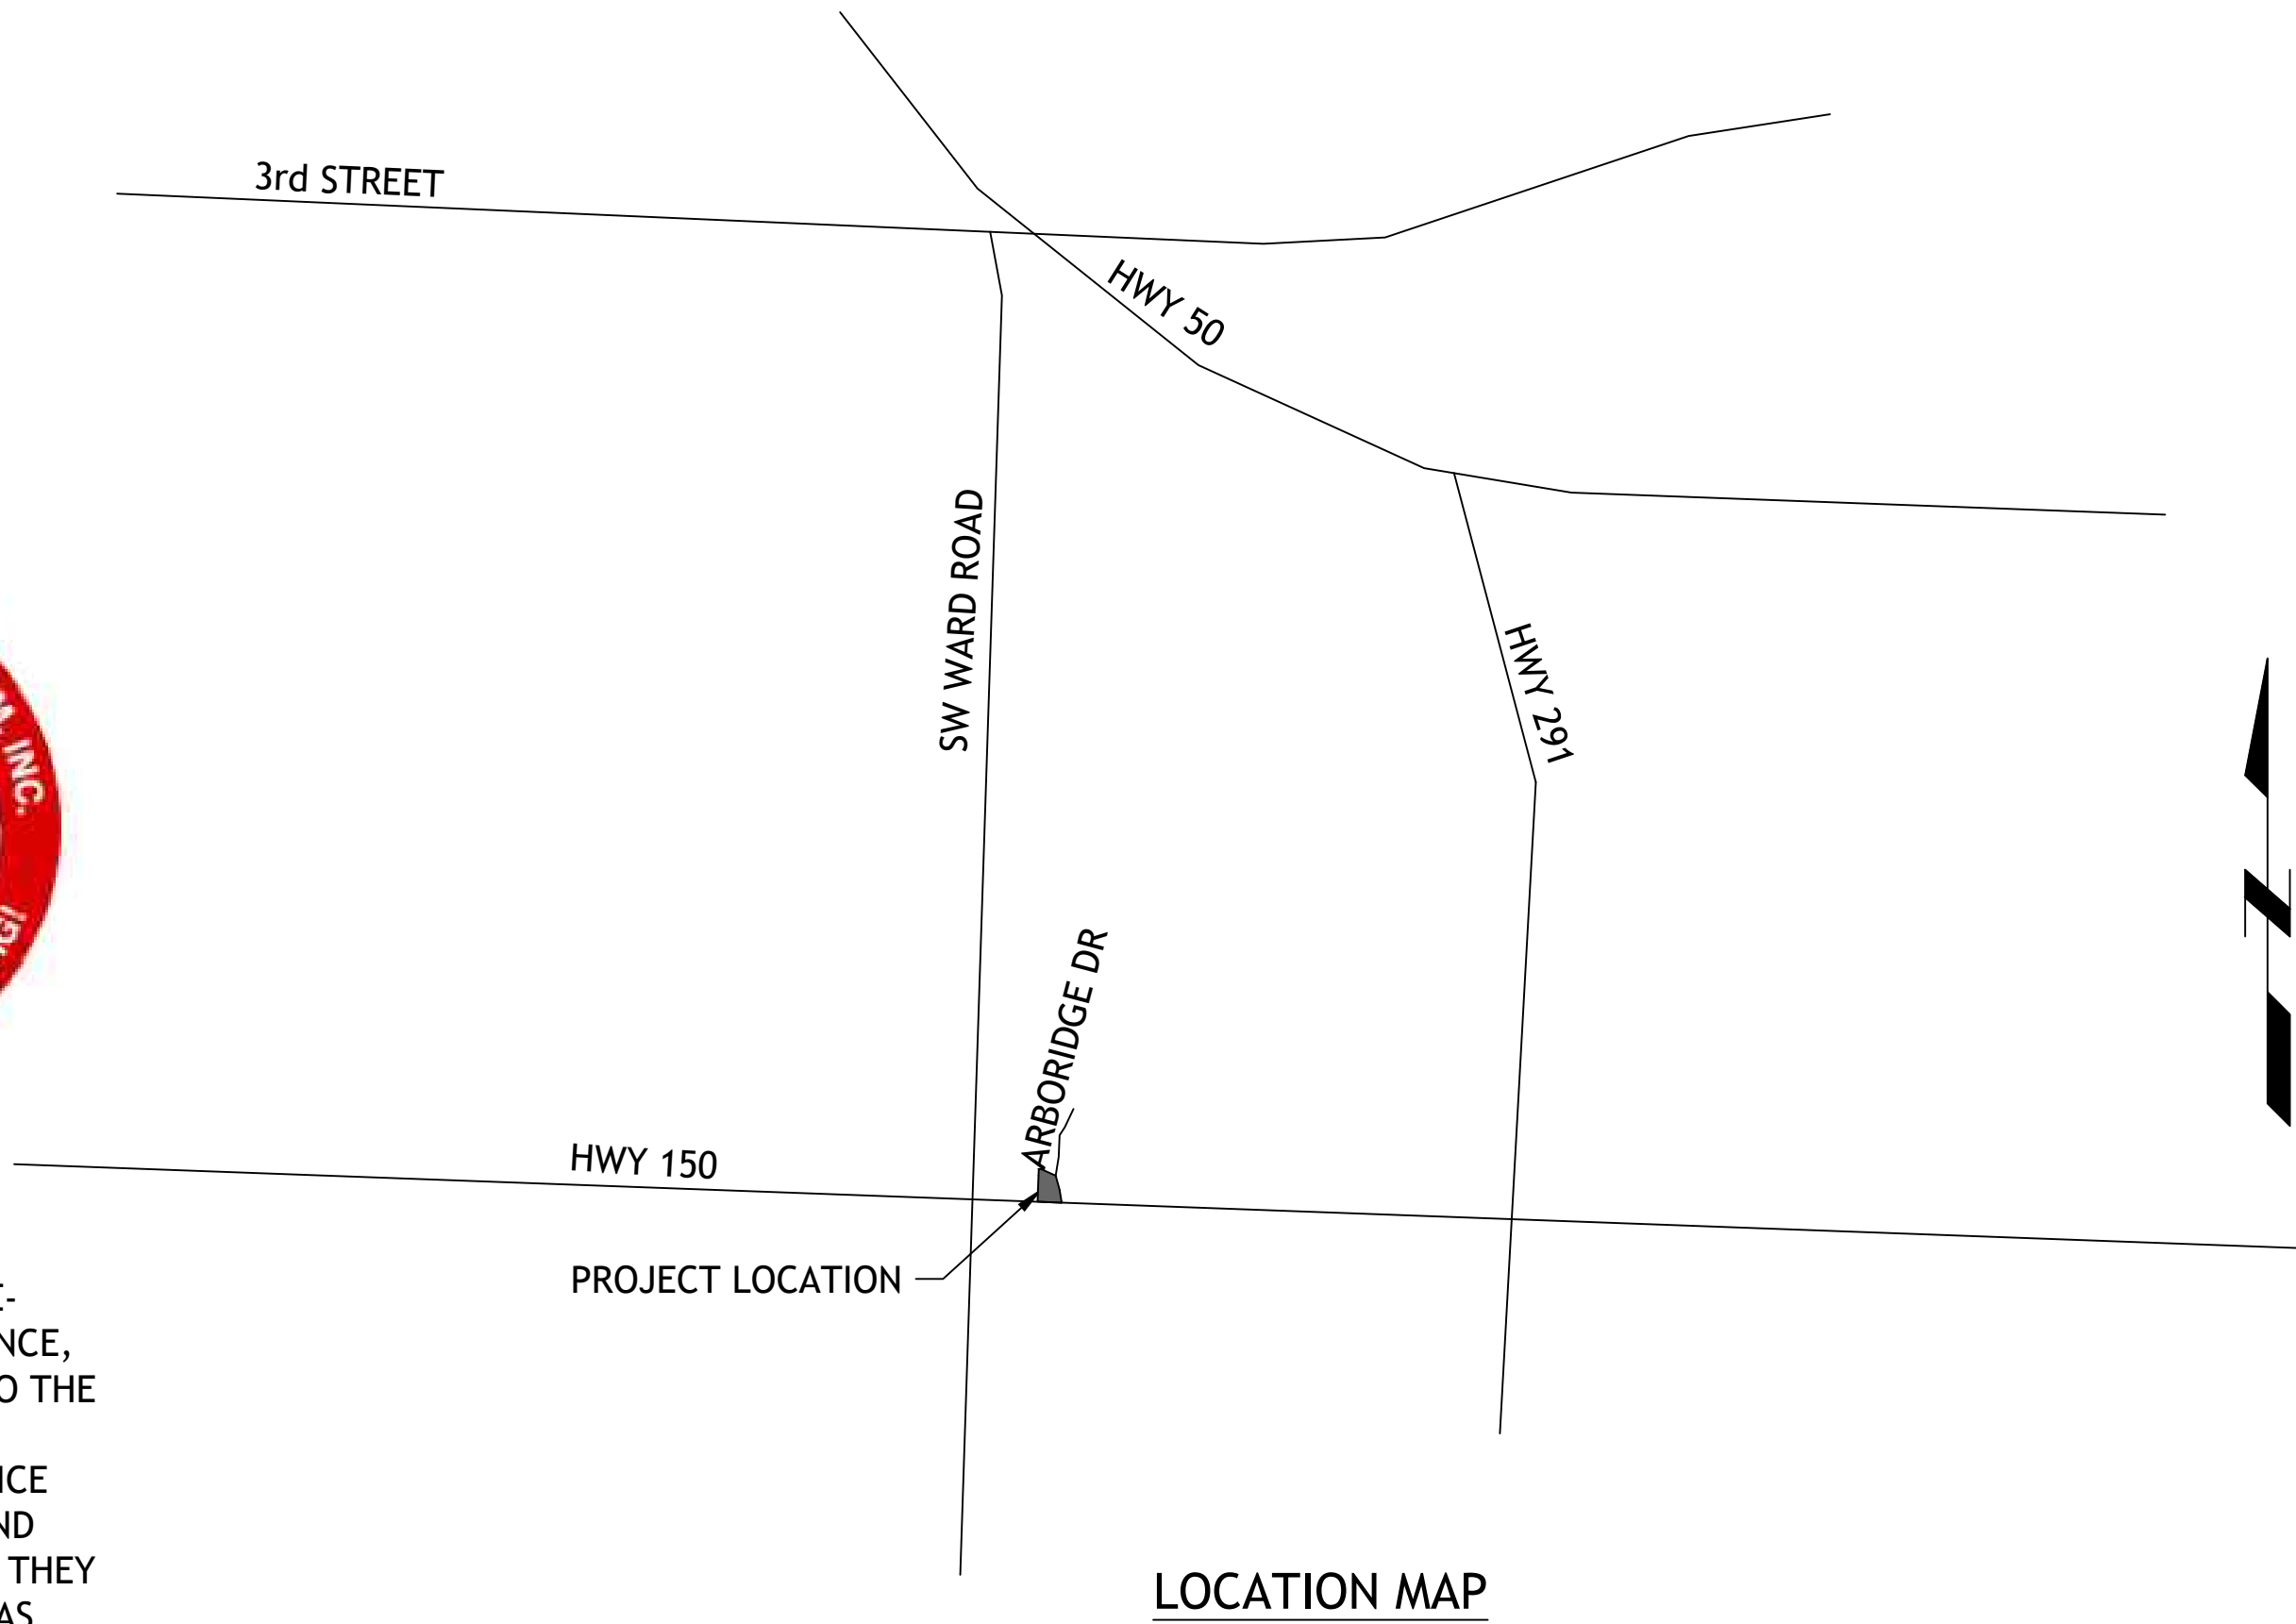 3rd STREET
HWY 50
SW WARD ROAD
HWY 291
INC.
ARBORIDGE DR
HWY 150
PROJECT LOCATION
NCE,
O THE
ICE
ND
THEY
AS
LOCATION MAP
N